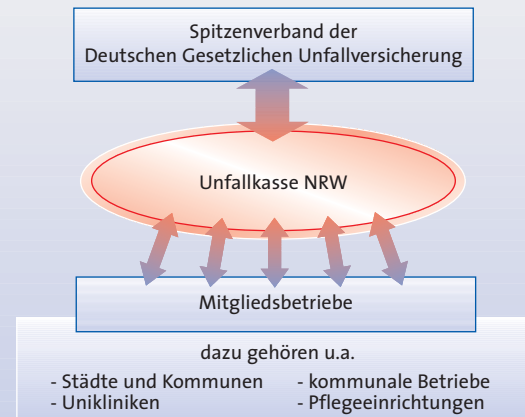 Spitzenverband der
Deutschen Gesetzlichen Unfallversicherung
Unfallkasse NRW
Mitgliedsbetriebe
dazu gehören u.a.
- Städte und Kommunen
- Unikliniken
- kommunale Betriebe
- Pflegeeinrichtungen